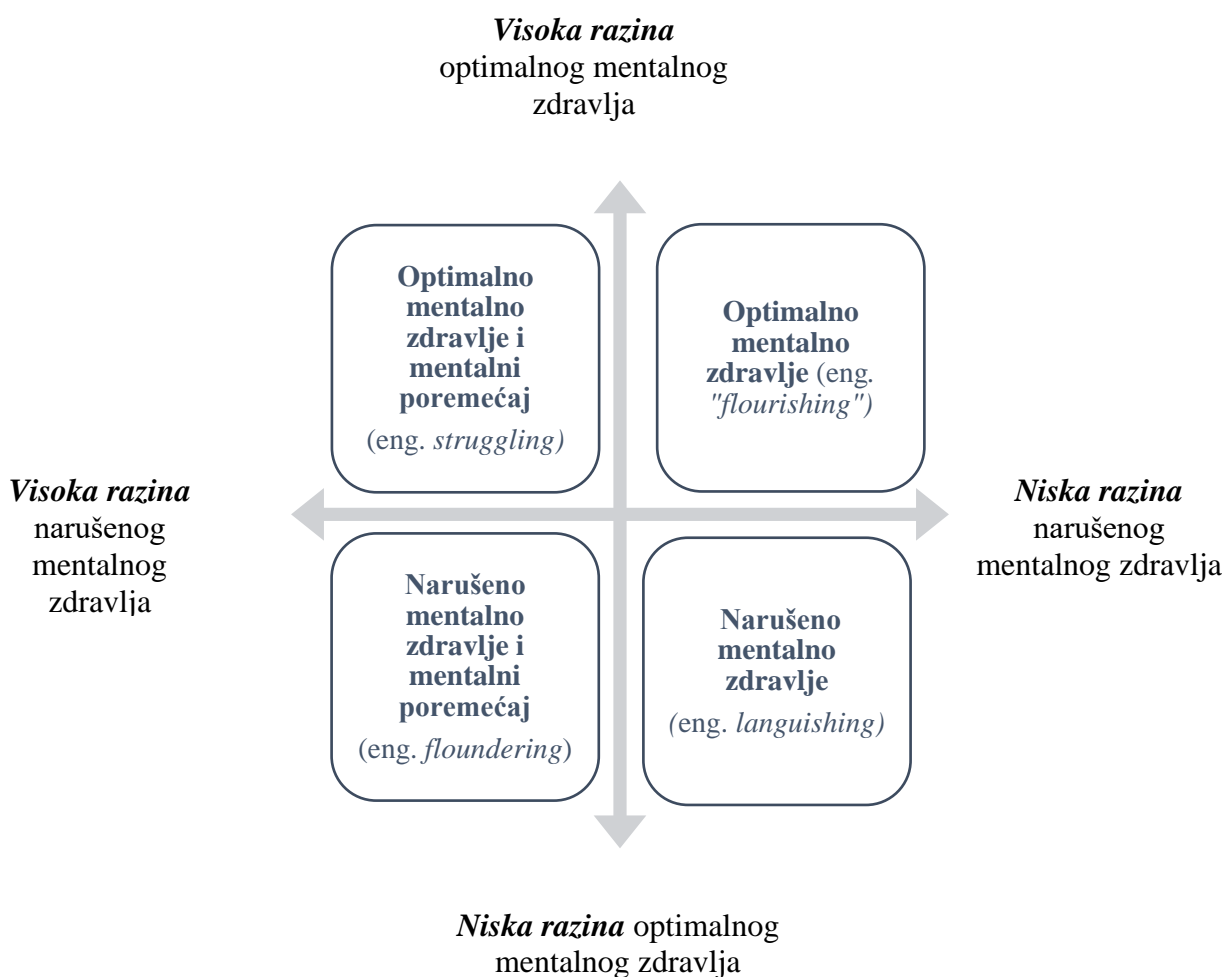 Visoka razina
optimalnog mentalnog
zdravlja
Optimalno
mentalno
zdravlje i
mentalni
poremećaj
(eng. struggling)
Optimalno
mentalno
zdravlje (eng.
"flourishing")
Visoka razina
narušenog
mentalnog
zdravlja
Niska razina
narušenog
mentalnog zdravlja
Narušeno
mentalno
zdravlje i
mentalni
poremećaj
(eng. floundering)
Narušeno
mentalno
zdravlje
(eng. languishing)
Niska razina optimalnog
mentalnog zdravlja